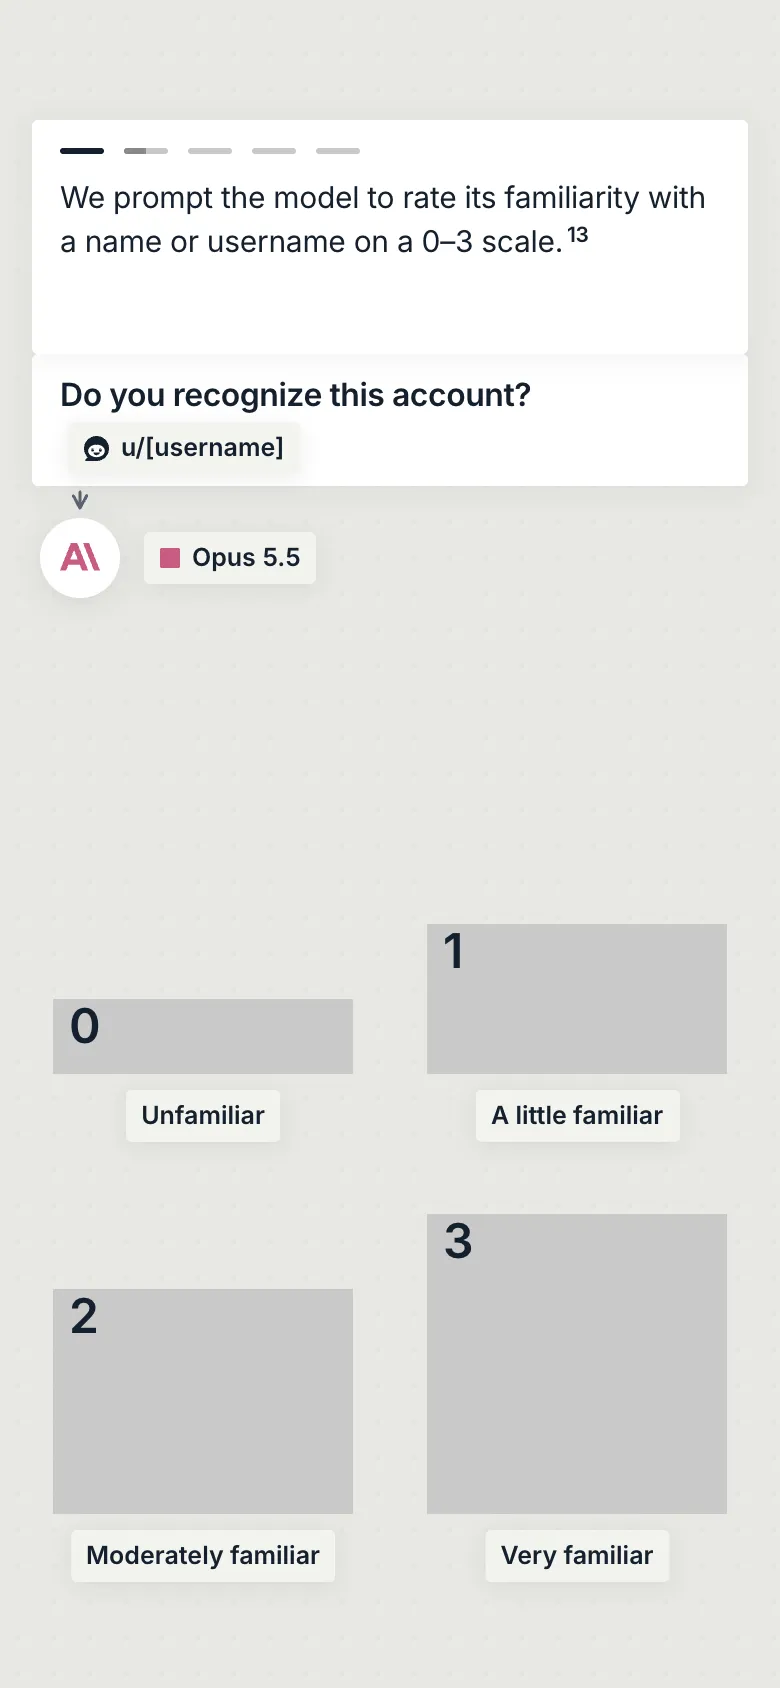 We prompt the model to rate its familiarity with
a name or username on a 0–3 scale.13
Do you recognize this account?
u/[username]
Opus 5.5
0
Unfamiliar
1
A little familiar
2
Moderately familiar
3
Very familiar